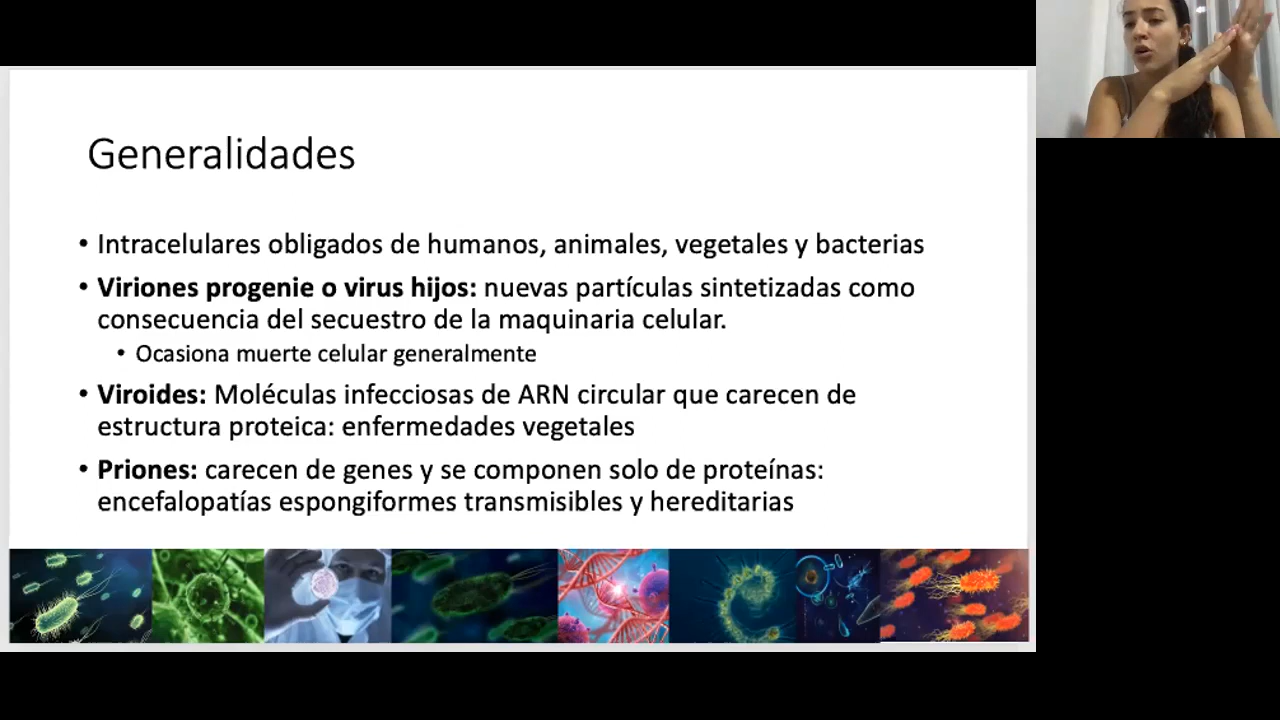 Generalidades
• Intracelulares obligados de humanos, animales, vegetales y bacterias
• Viriones progenie o virus hijos: nuevas partículas sintetizadas como
consecuencia del secuestro de la maquinaria celular.
• Ocasiona muerte celular generalmente
• Viroides: Moléculas infecciosas de ARN circular que carecen de
estructura proteica: enfermedades vegetales
• Priones: carecen de genes y se componen solo de proteínas:
encefalopatías espongiformes transmisibles y hereditarias